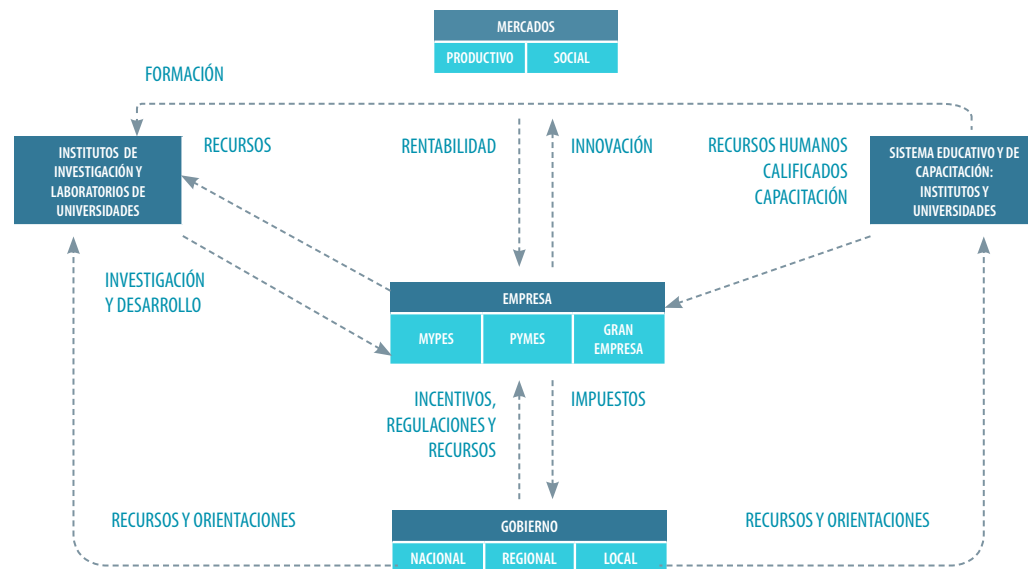 MERCADOS
PRODUCTIVO
SOCIAL
FORMACIÓN
INSTITUTOS DE
INVESTIGACIÓN Y
LABORATORIOS DE
UNIVERSIDADES
RECURSOS
RENTABILIDAD
INNOVACIÓN
RECURSOS HUMANOS
CALIFICADOS
CAPACITACIÓN
SISTEMA EDUCATIVO Y DE
CAPACITACIÓN:
INSTITUTOS Y
UNIVERSIDADES
INVESTIGACIÓN
Y DESARROLLO
EMPRESA
MYPES
PYMES
GRAN
EMPRESA
INCENTIVOS,
REGULACIONES Y
RECURSOS
IMPUESTOS
RECURSOS Y ORIENTACIONES
GOBIERNO
RECURSOS Y ORIENTACIONES
NACIONAL
REGIONAL
LOCAL